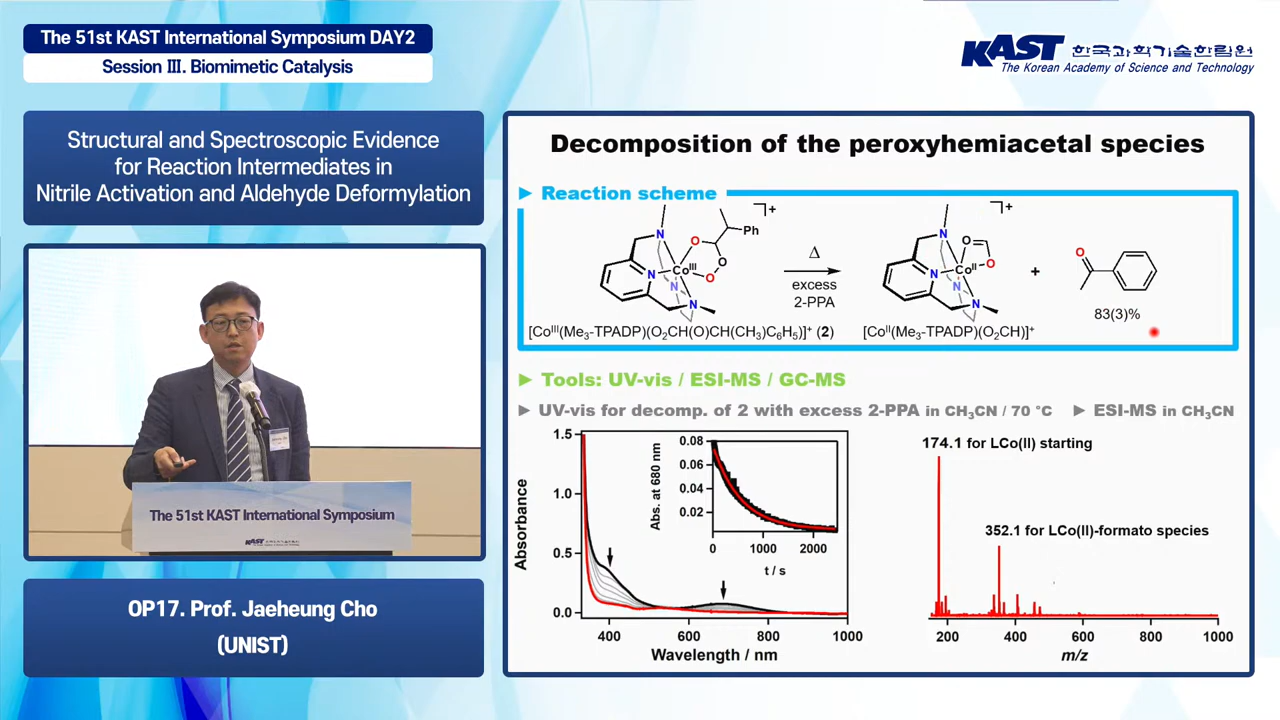 The 51st KAST International Symposium DAY2
Session III. Biomimetic Catalysis
KAST 한국과학기술한림원
The Korean Academy of Science and Technology
Structural and Spectroscopic Evidence
for Reaction Intermediates in
Nitrile Activation and Aldehyde Deformylation
The 51st KAST International Symposium
KAST
OP17. Prof. Jaeheung Cho
(UNIST)
Decomposition of the peroxyhemiacetal species
► Reaction scheme
N N N N Co^III O O O Ph ]+
Δ
excess
2-PPA
N N N N Co^II O O ]+
+
O
83(3)%
[Co^III(Me₃-TPADP)(O₂CH(O)CH(CH₃)C₆H₅)]⁺ (2)
[Co^II(Me₃-TPADP)(O₂CH)]⁺
► Tools: UV-vis / ESI-MS / GC-MS
► UV-vis for decomp. of 2 with excess 2-PPA in CH₃CN / 70 °C
► ESI-MS in CH₃CN
Absorbance
1.5
1.0
0.5
0.0
400 600 800 1000
Wavelength / nm
Abs. at 680 nm
0.08
0.06
0.04
0.02
0 1000 2000
t / s
174.1 for LCo(II) starting
352.1 for LCo(II)-formato species
200 400 600 800 1000
m/z